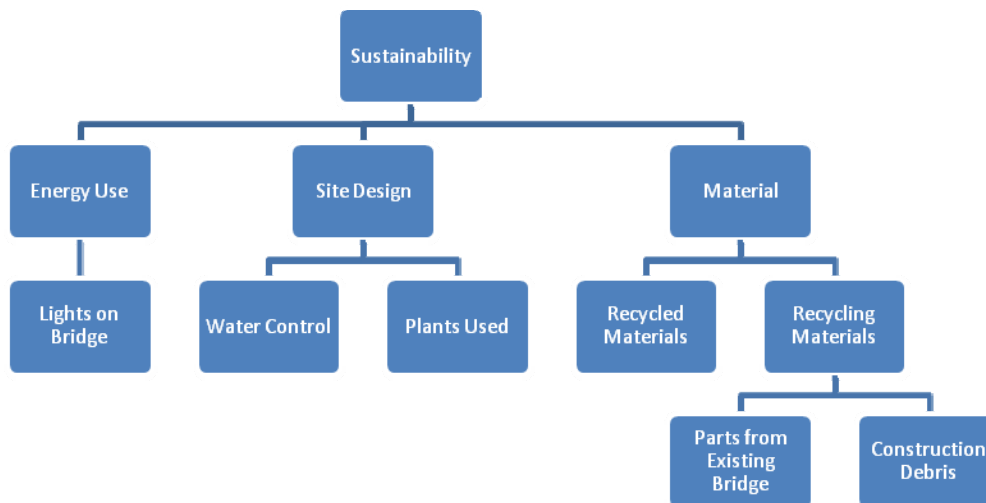 Sustainability
Energy Use
Site Design
Material
Lights on
Bridge
Water Control
Plants Used
Recycled
Materials
Recycling
Materials
Parts from
Existing
Bridge
Construction
Debris